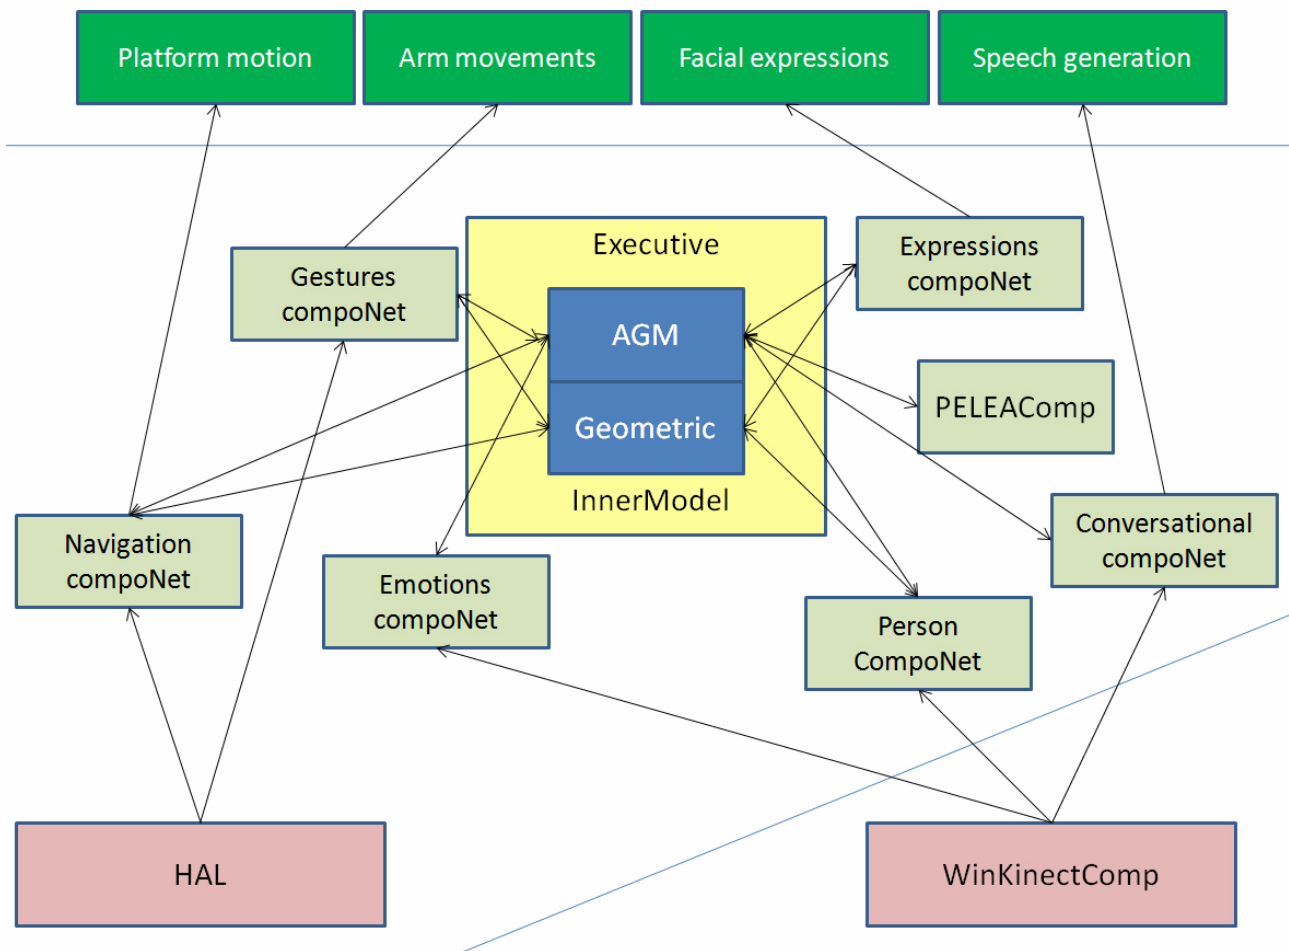 Platform motion
Arm movements
Facial expressions
Speech generation
Executive
Expressions
compoNet
Gestures
compoNet
AGM
PELEAComp
Geometric
InnerModel
Conversational
compoNet
Navigation
compoNet
Emotions
compoNet
Person
CompoNet
HAL
WinKinectComp